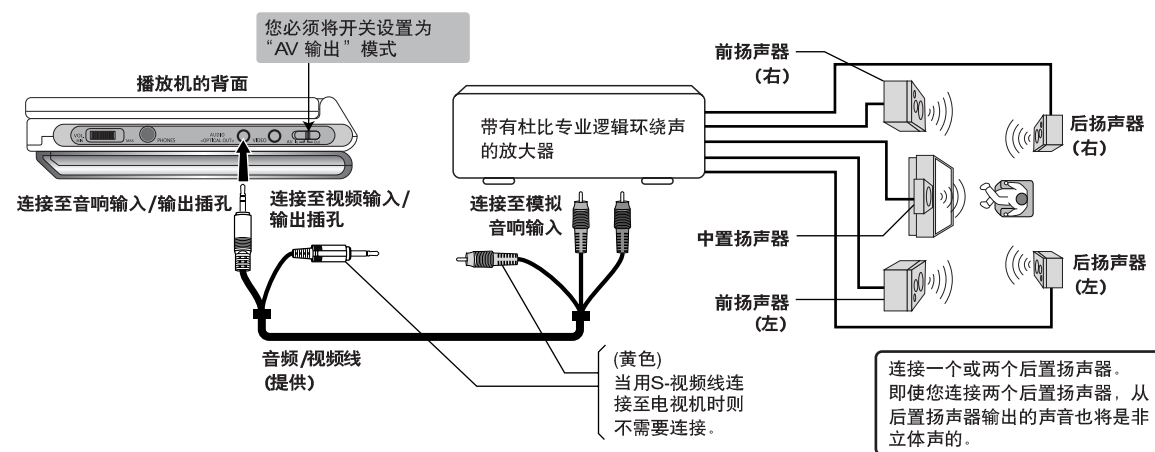 您必须将开关设置为
“AV 输出”模式
播放机的背面
VOL.
MIN
MAX
PHONES
AUDIO
•OPTICAL OUT•
VIDEO
连接至音响输入/输出插孔
连接至视频输入/
输出插孔
带有杜比专业逻辑环绕声
的放大器
连接至模拟
音响输入
前扬声器
(右)
后扬声器
(右)
中置扬声器
后扬声器
(左)
前扬声器
(左)
音频/视频线
(提供)
(黄色)
当用S-视频线连
接至电视机时则
不需要连接。
连接一个或两个后置扬声器。
即使您连接两个后置扬声器，从
后置扬声器输出的声音也将是非
立体声的。